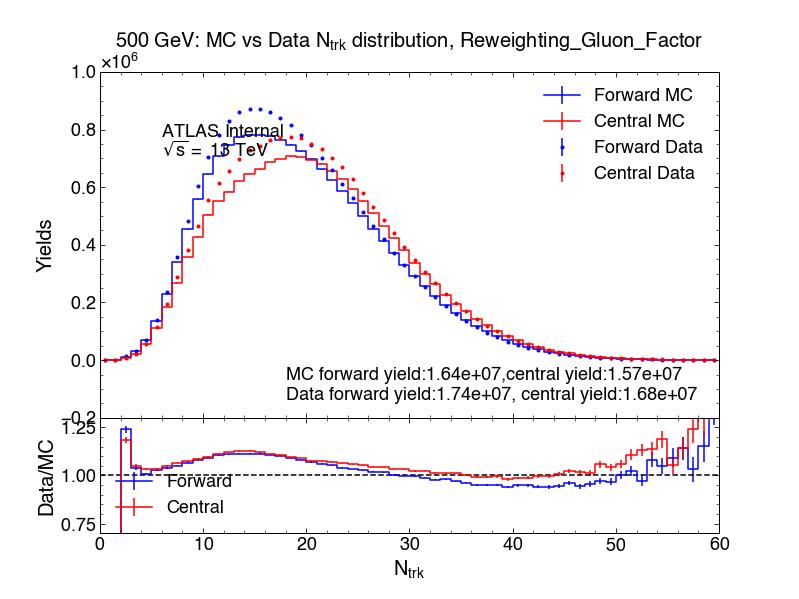 500 GeV: MC vs Data N_trk distribution, Reweighting_Gluon_Factor
×10^6
1.0
0.8
0.6
0.4
0.2
0.0
−0.2
Yields
ATLAS Internal
√s = 13 TeV
Forward MC
Central MC
Forward Data
Central Data
MC forward yield:1.64e+07,central yield:1.57e+07
Data forward yield:1.74e+07, central yield:1.68e+07
1.25
1.00
0.75
Data/MC
Forward
Central
0 10 20 30 40 50 60
N_trk